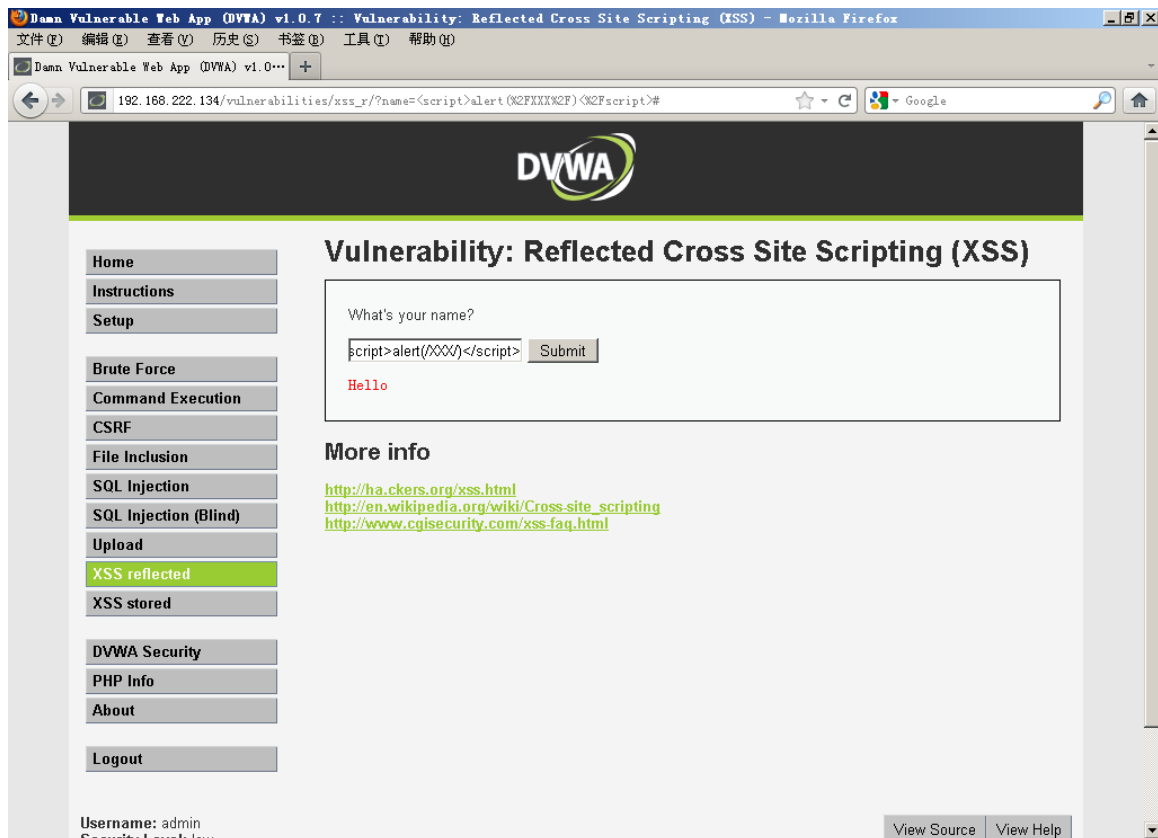 Damn Vulnerable Web App (DVWA) v1.0.7 :: Vulnerability: Reflected Cross Site Scripting (XSS) - Mozilla Firefox
文件(F) 编辑(E) 查看(V) 历史(S) 书签(B) 工具(T) 帮助(H)
Damn Vulnerable Web App (DVWA) v1.0...
192.168.222.134/vulnerabilities/xss_r/?name=<script>alert(%2FXXX%2F)<%2Fscript># Google
DVWA
Home
Instructions
Setup
Brute Force
Command Execution
CSRF
File Inclusion
SQL Injection
SQL Injection (Blind)
Upload
XSS reflected
XSS stored
DVWA Security
PHP Info
About
Logout
Vulnerability: Reflected Cross Site Scripting (XSS)
What's your name?
script>alert(/XXX/)</script> Submit
Hello
More info
http://ha.ckers.org/xss.html
http://en.wikipedia.org/wiki/Cross-site_scripting
http://www.cgisecurity.com/xss-faq.html
Username: admin
Security Level: low
View Source View Help